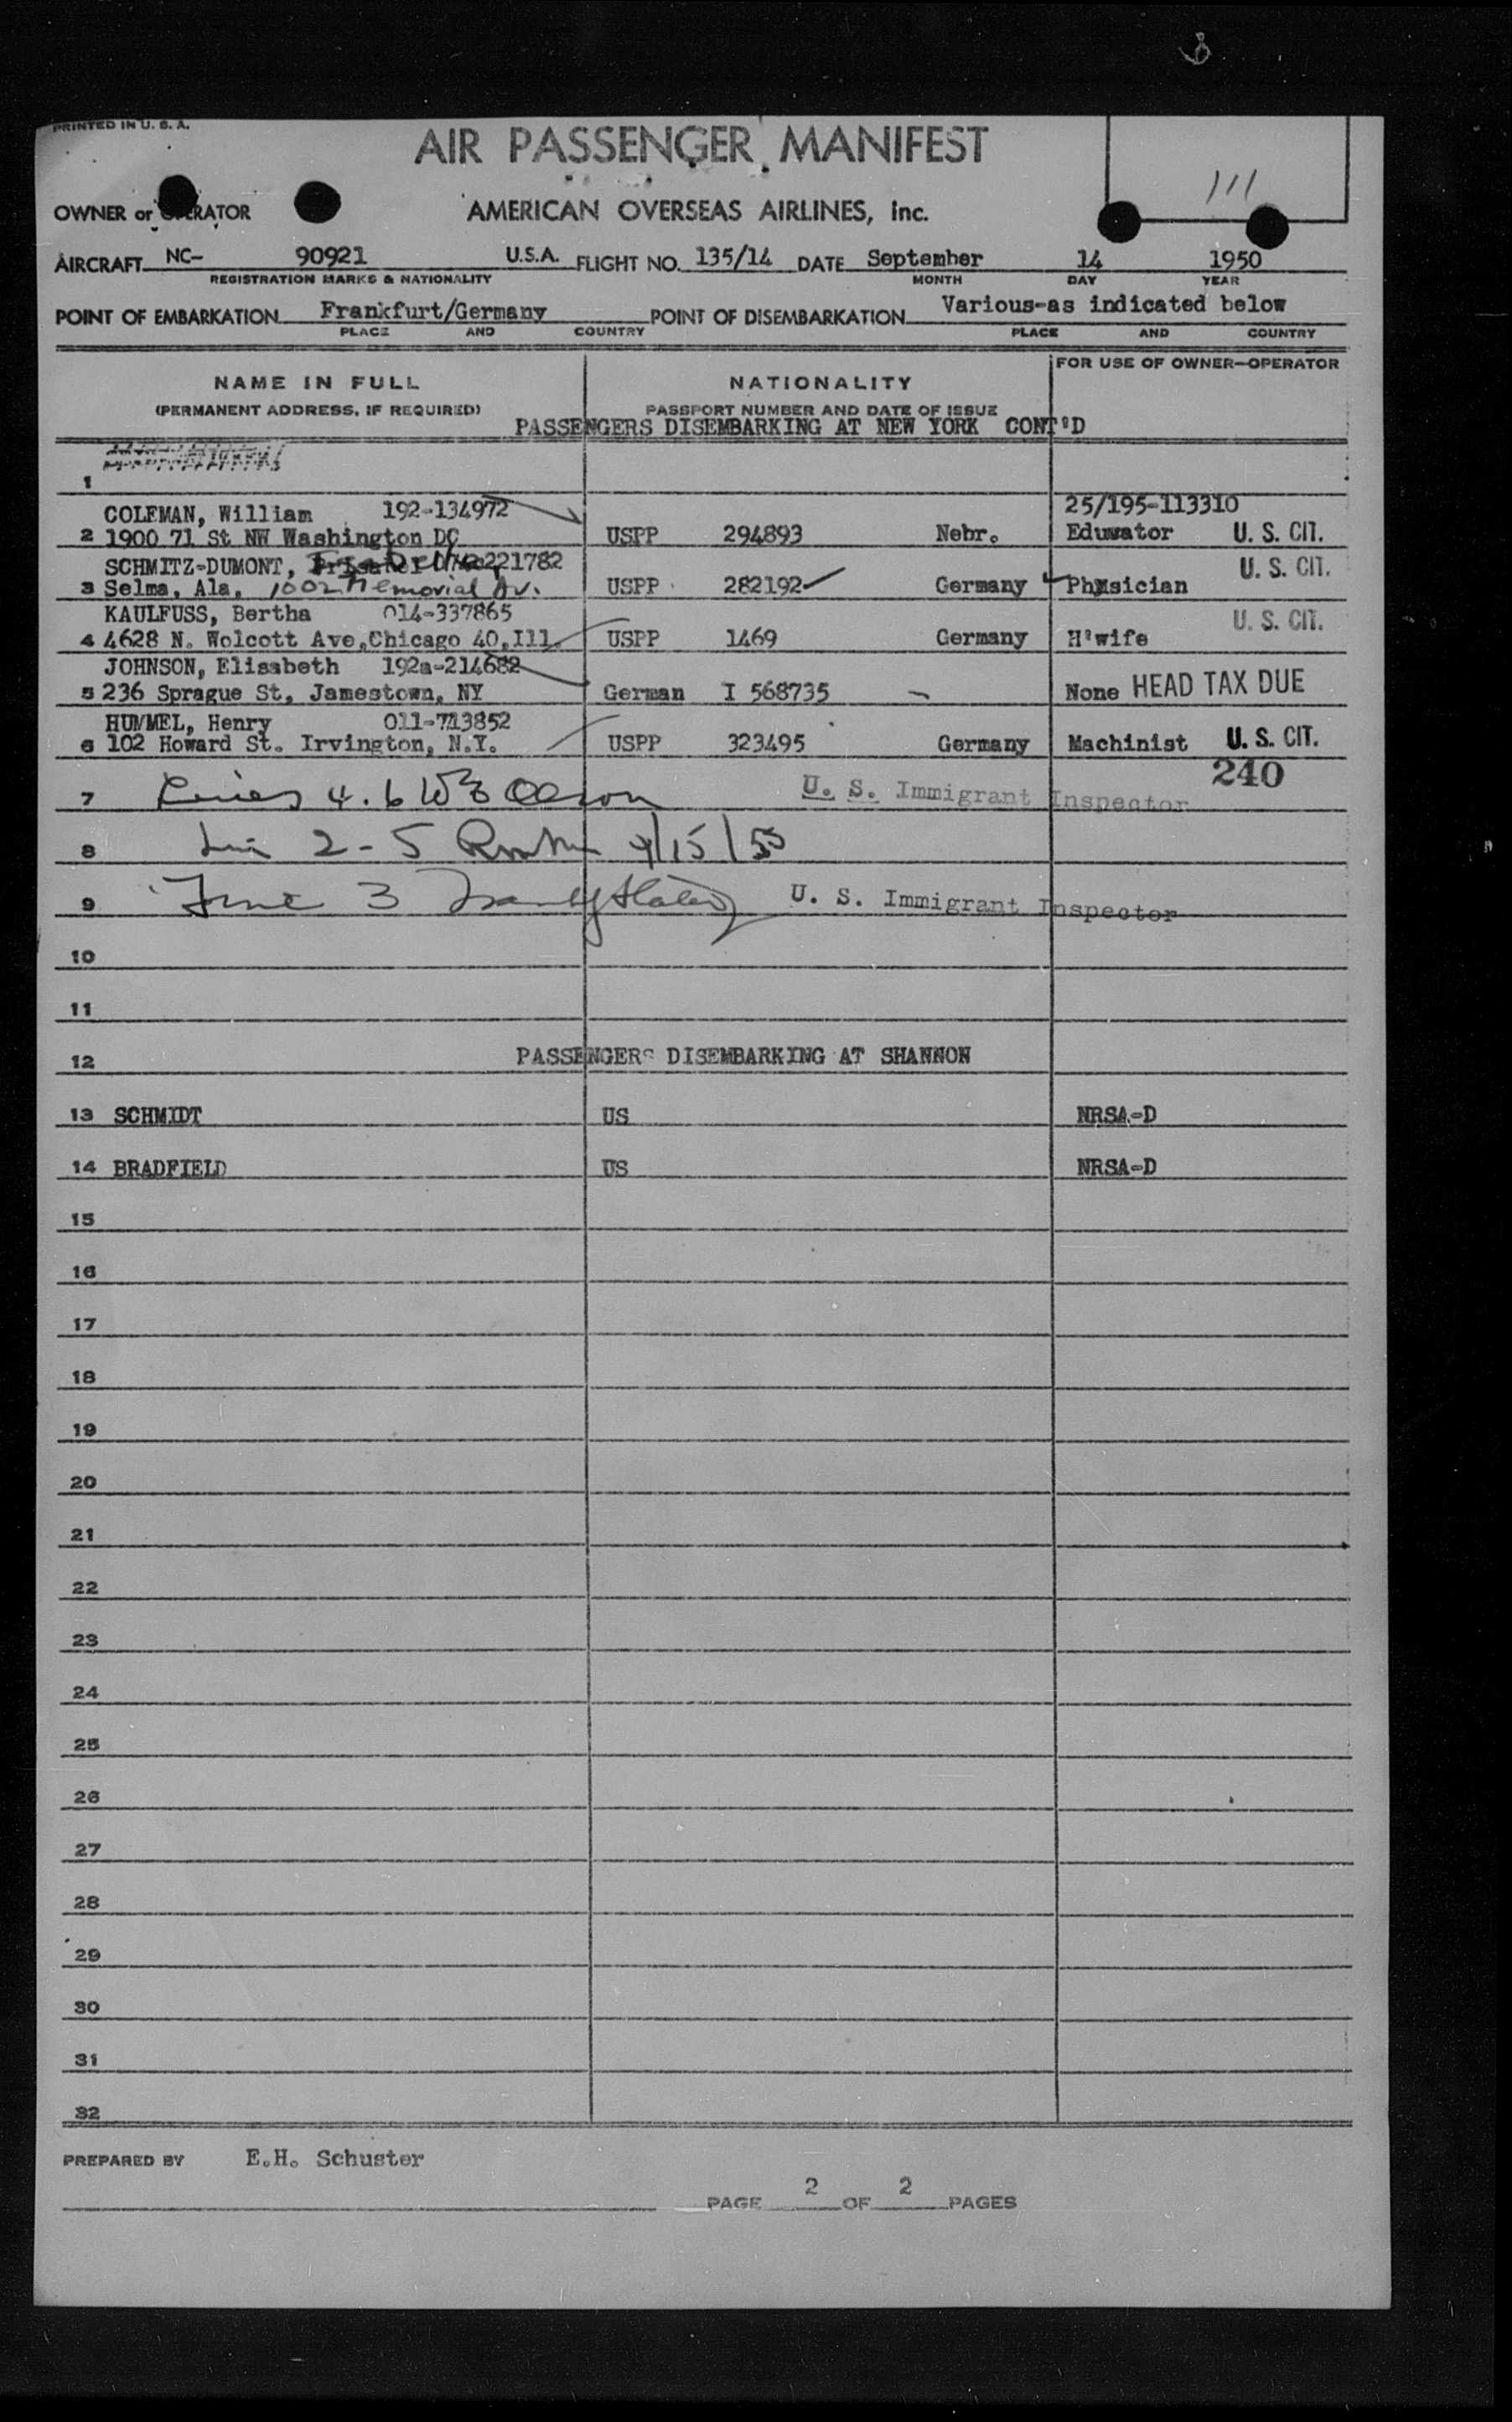 PRINTED IN U. S. A.
AIR PASSENGER MANIFEST
111
OWNER or OPERATOR AMERICAN OVERSEAS AIRLINES, Inc.
AIRCRAFT NC- 90921 U.S.A. FLIGHT NO. 135/14 DATE September 14 1950
REGISTRATION MARKS & NATIONALITY MONTH DAY YEAR
POINT OF EMBARKATION Frankfurt/Germany POINT OF DISEMBARKATION Various-as indicated below
PLACE AND COUNTRY PLACE AND COUNTRY
NAME IN FULL NATIONALITY FOR USE OF OWNER-OPERATOR
(PERMANENT ADDRESS, IF REQUIRED) PASSPORT NUMBER AND DATE OF ISSUE
PASSENGERS DISEMBARKING AT NEW YORK CONT'D
1
COLEMAN, William 192-134972 25/195-113310
2 1900 71 St NW Washington DC USPP 294893 Nebr. Eduwator U. S. CIT.
SCHMITZ-DUMONT, 221782 U. S. CIT.
3 Selma, Ala. 1002 Memorial Av. USPP 282192 Germany Physician
KAULFUSS, Bertha 014-337865 U. S. CIT.
4 4628 N. Wolcott Ave,Chicago 40,Ill. USPP 1469 Germany H'wife
JOHNSON, Elisabeth 192a-214682
5 236 Sprague St, Jamestown, NY German I 568735 - None HEAD TAX DUE
HUMMEL, Henry 011-713852
6 102 Howard St. Irvington, N.Y. USPP 323495 Germany Machinist U. S. CIT.
240
7 Lines 4.6 Olson U. S. Immigrant Inspector
8 2-5 9/15/50
9 3 U. S. Immigrant Inspector
10
11
12 PASSENGERS DISEMBARKING AT SHANNON
13 SCHMIDT US NRSA-D
14 BRADFIELD US NRSA-D
15
16
17
18
19
20
21
22
23
24
25
26
27
28
29
30
31
32
PREPARED BY E.H. Schuster
PAGE 2 OF 2 PAGES